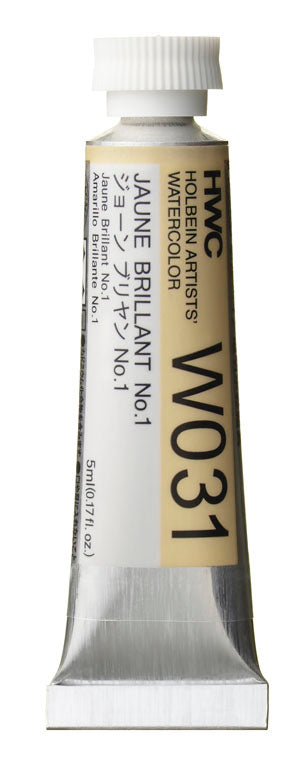 HWC
HOLBEIN ARTISTS'
WATERCOLOR
W031
JAUNE BRILLANT No.1
ジョーン ブリヤン No.1
Jaune Brillant No.1
Amarillo Brillante No.1
5ml(0.17fl. oz.)